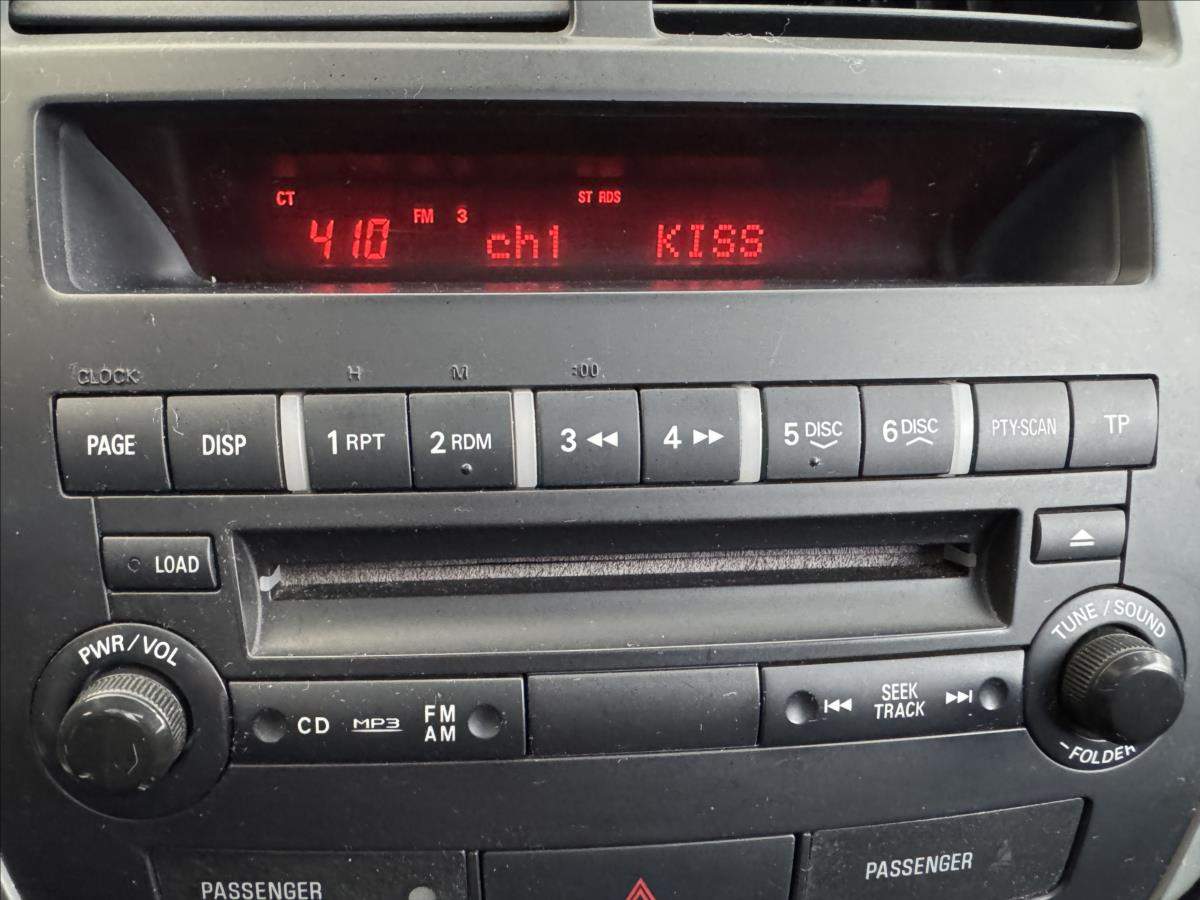 CT ST RDS
410 FM 3 ch1 KISS
CLOCK H M :00
PAGE DISP 1 RPT 2 RDM 3 4 5 DISC 6 DISC PTY·SCAN TP
LOAD
PWR/VOL
TUNE / SOUND
CD MP3 FM AM
SEEK TRACK
-FOLDER
PASSENGER
PASSENGER